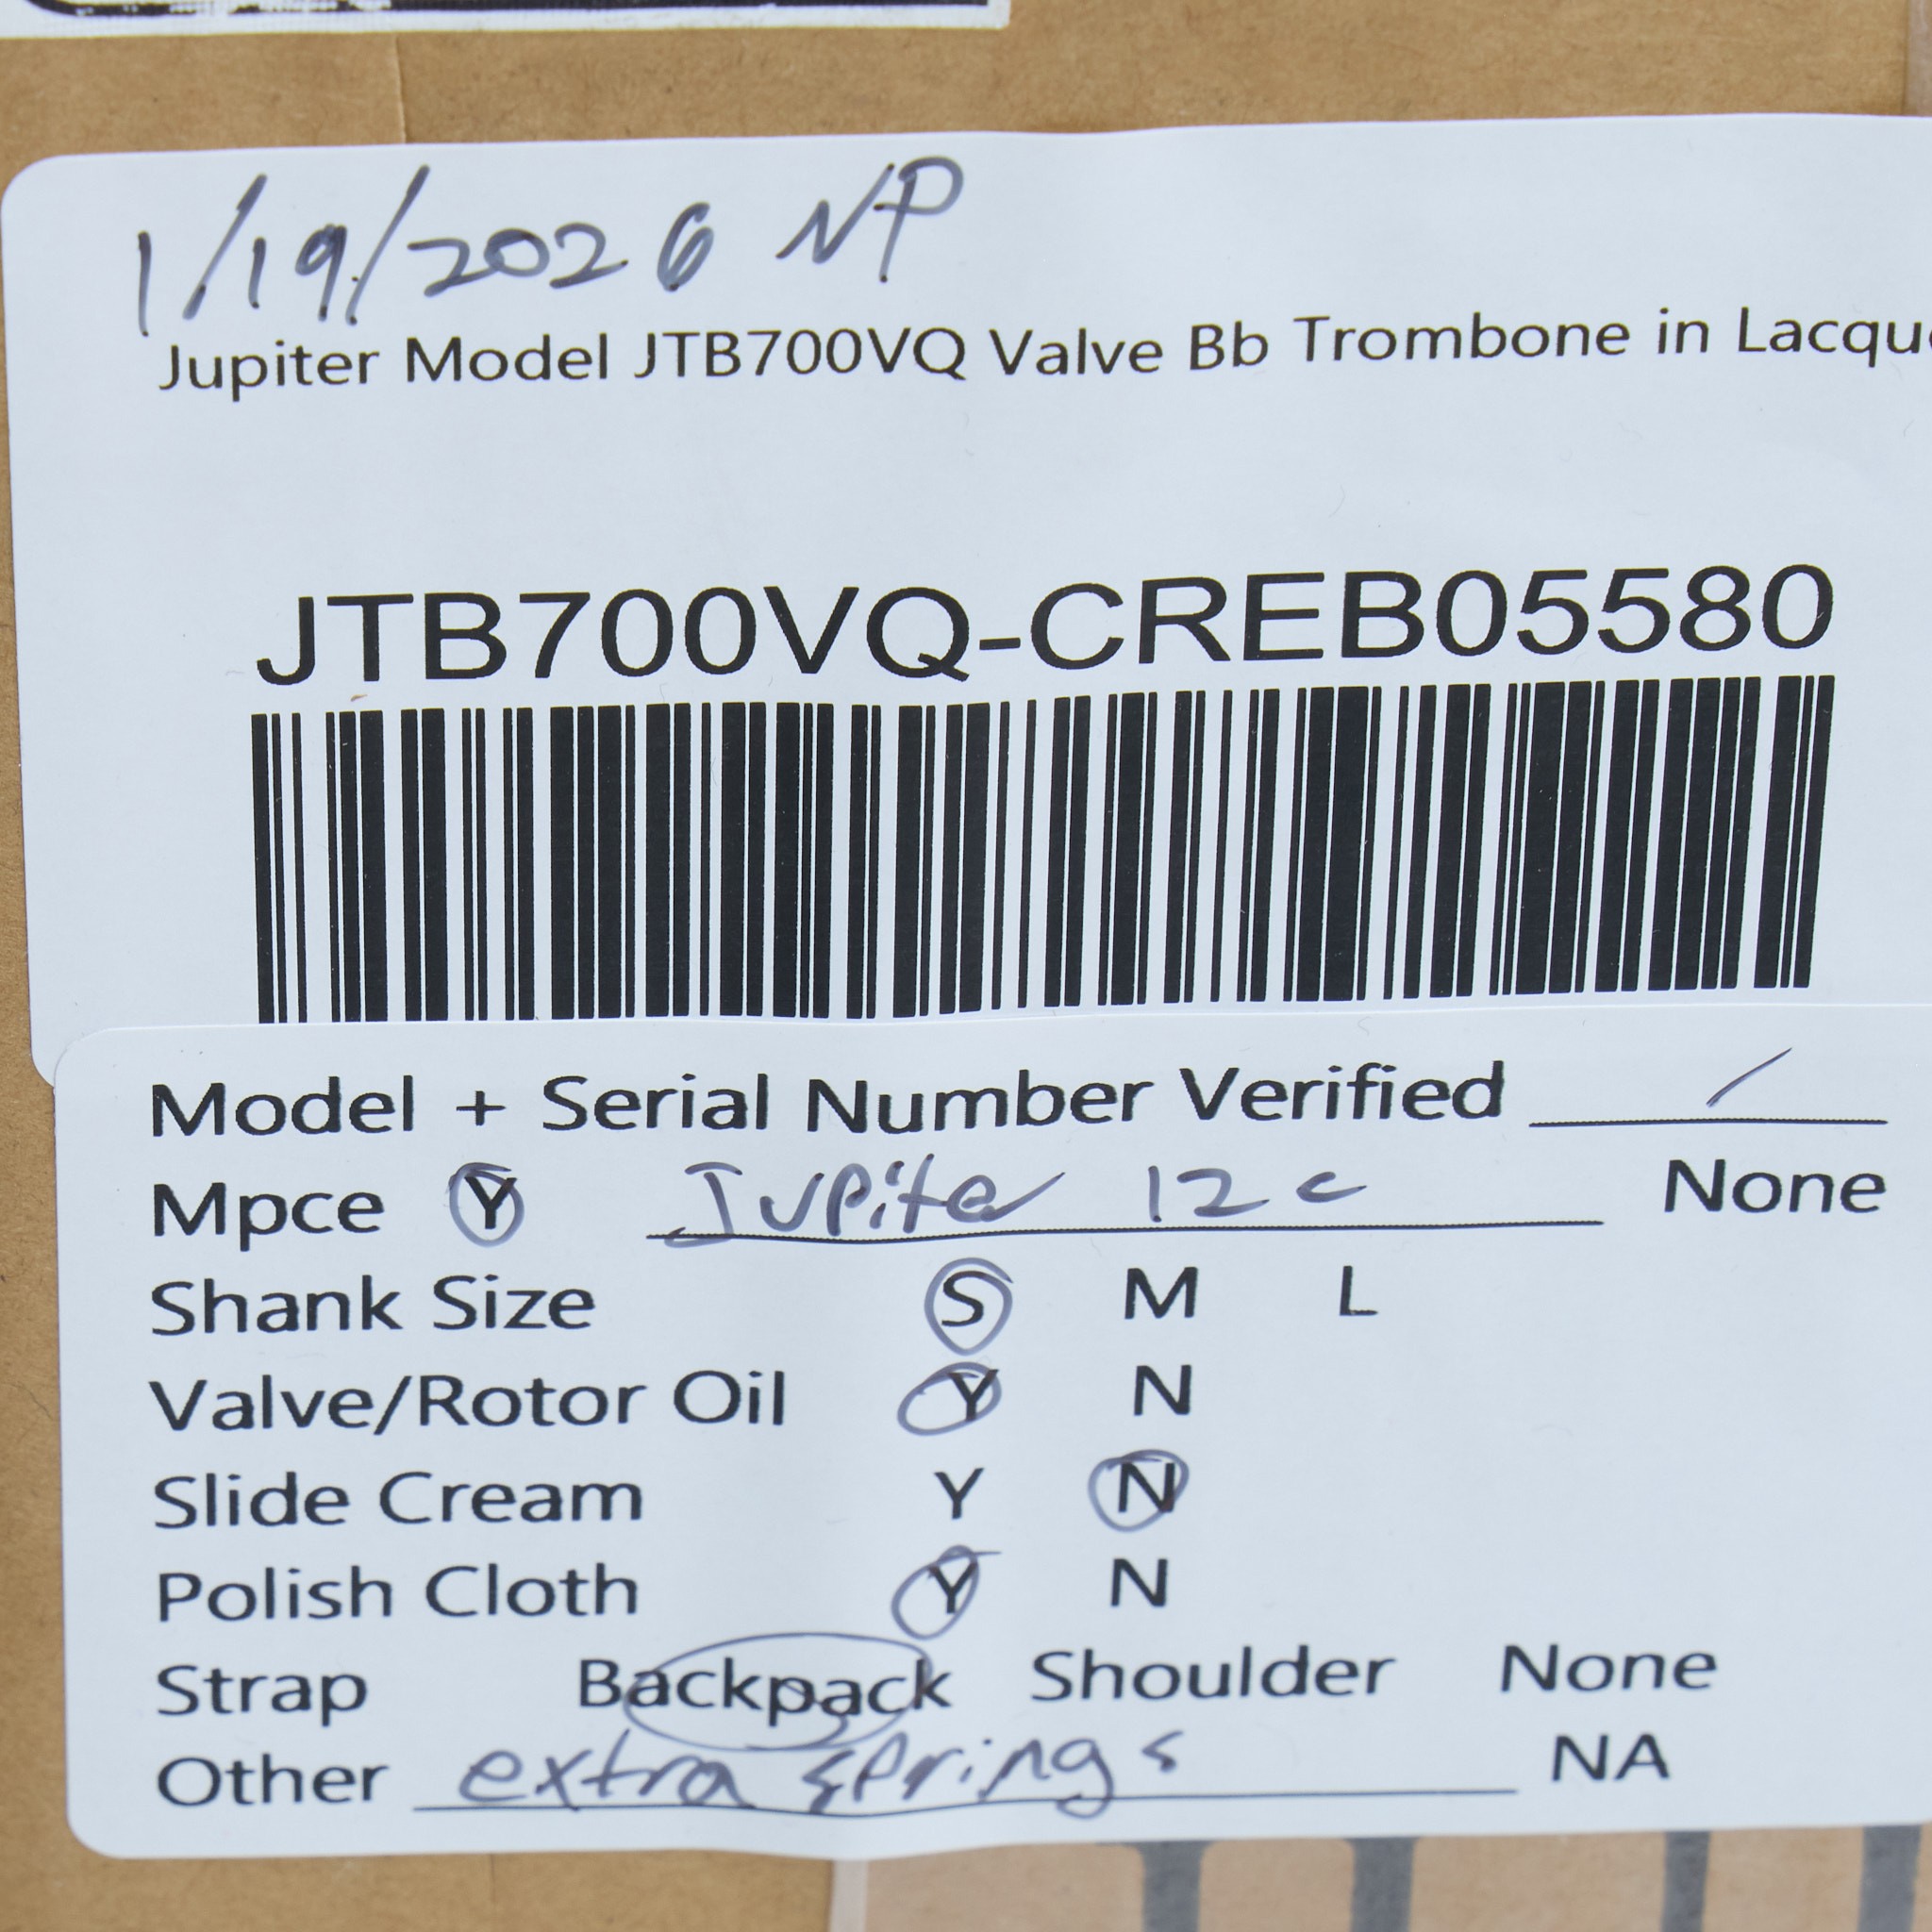 1/19/2026 NP
Jupiter Model JTB700VQ Valve Bb Trombone in
JTB700VQ-CREB05580
Model + Serial Number Verified /
Mpce Y Jupiter 12c None
Shank Size S M L
Valve/Rotor Oil Y N
Slide Cream Y N
Polish Cloth Y N
Strap Backpack Shoulder None
Other extra springs NA